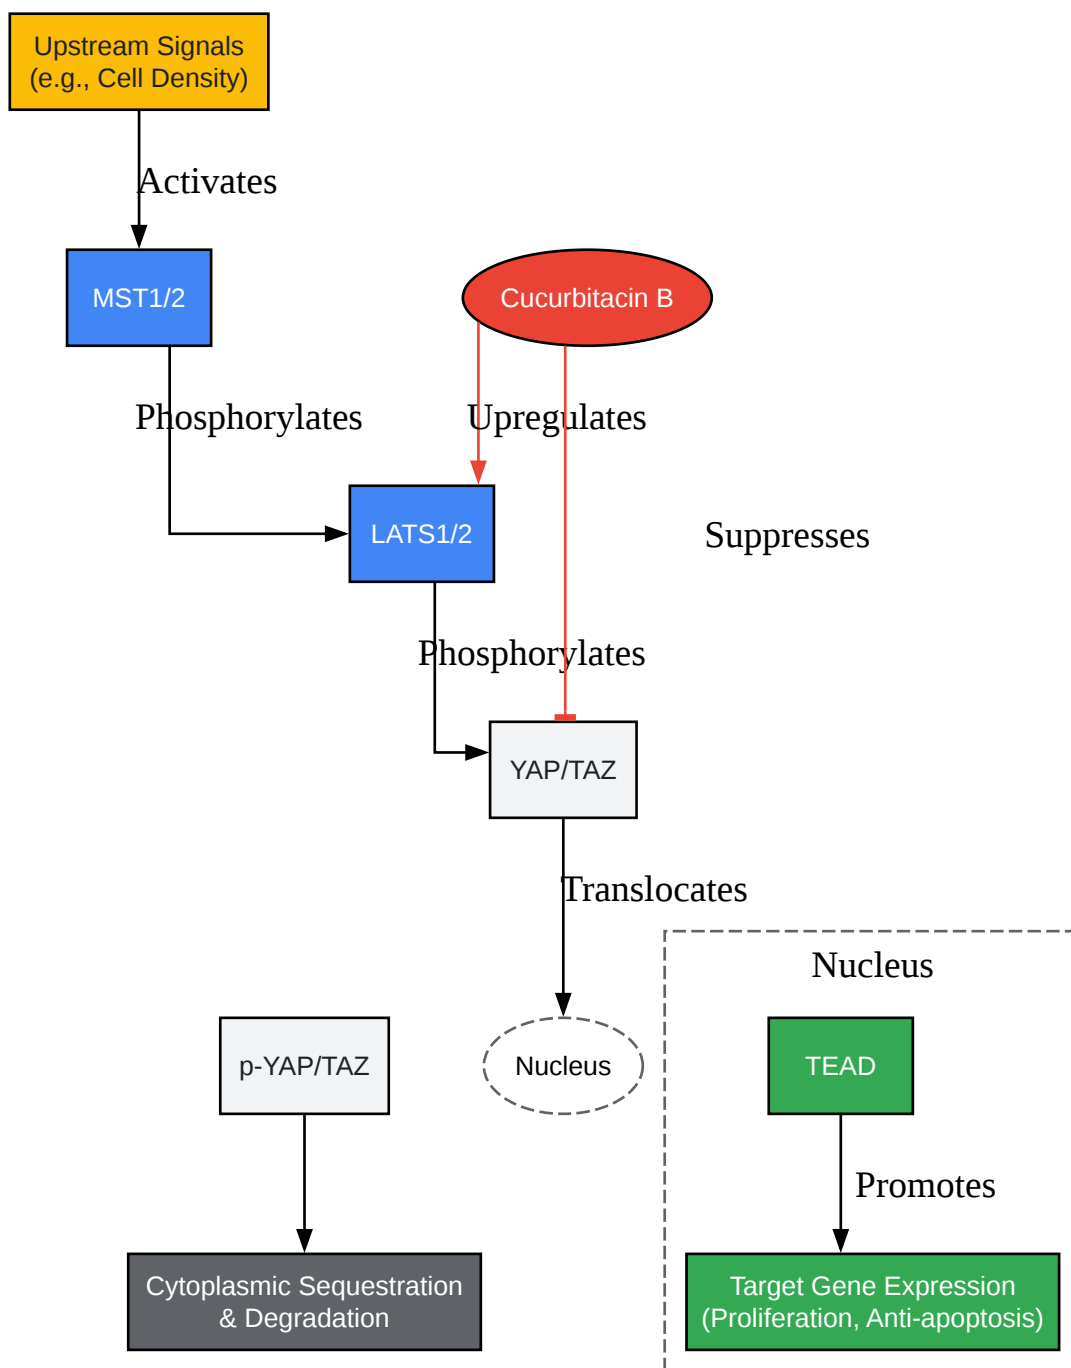 Upstream Signals
(e.g., Cell Density)
Activates
MST1/2
Cucurbitacin B
Phosphorylates
Upregulates
LATS1/2
Suppresses
Phosphorylates
YAP/TAZ
Translocates
Nucleus
p-YAP/TAZ
Nucleus
TEAD
Promotes
Cytoplasmic Sequestration
& Degradation
Target Gene Expression
(Proliferation, Anti-apoptosis)